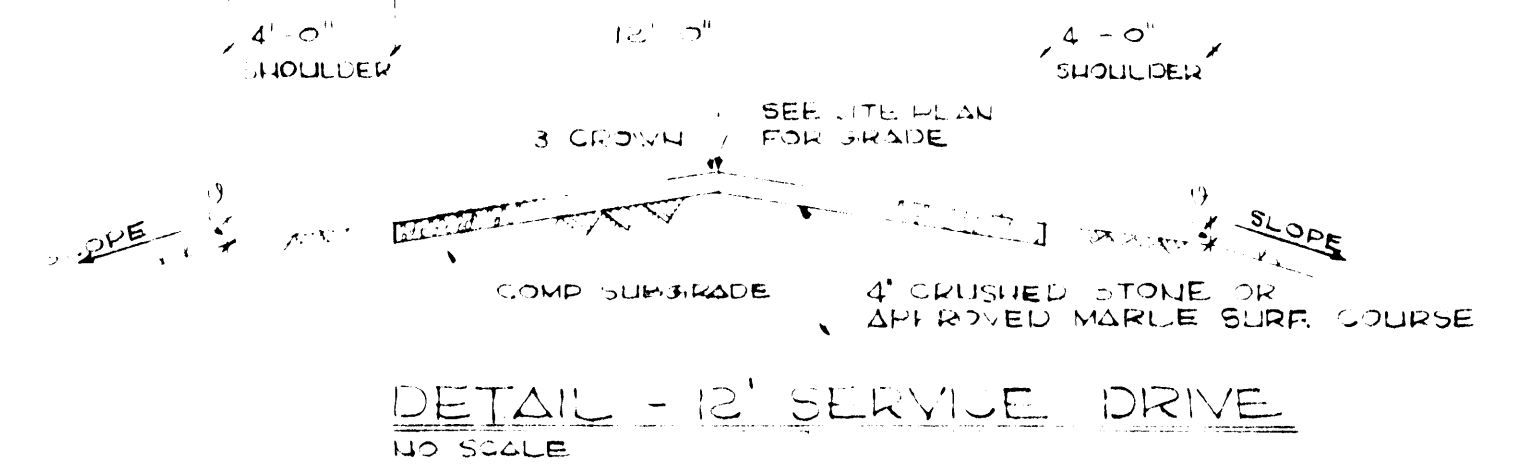 4'-0"
SHOULDER
12'-0"
4'-0"
SHOULDER
SEE SITE PLAN
FOR GRADE
3 CROWN
SLOPE
SLOPE
COMP SUBGRADE
4" CRUSHED STONE OR
APPROVED MARLE SURF. COURSE
DETAIL - 12' SERVICE DRIVE
NO SCALE